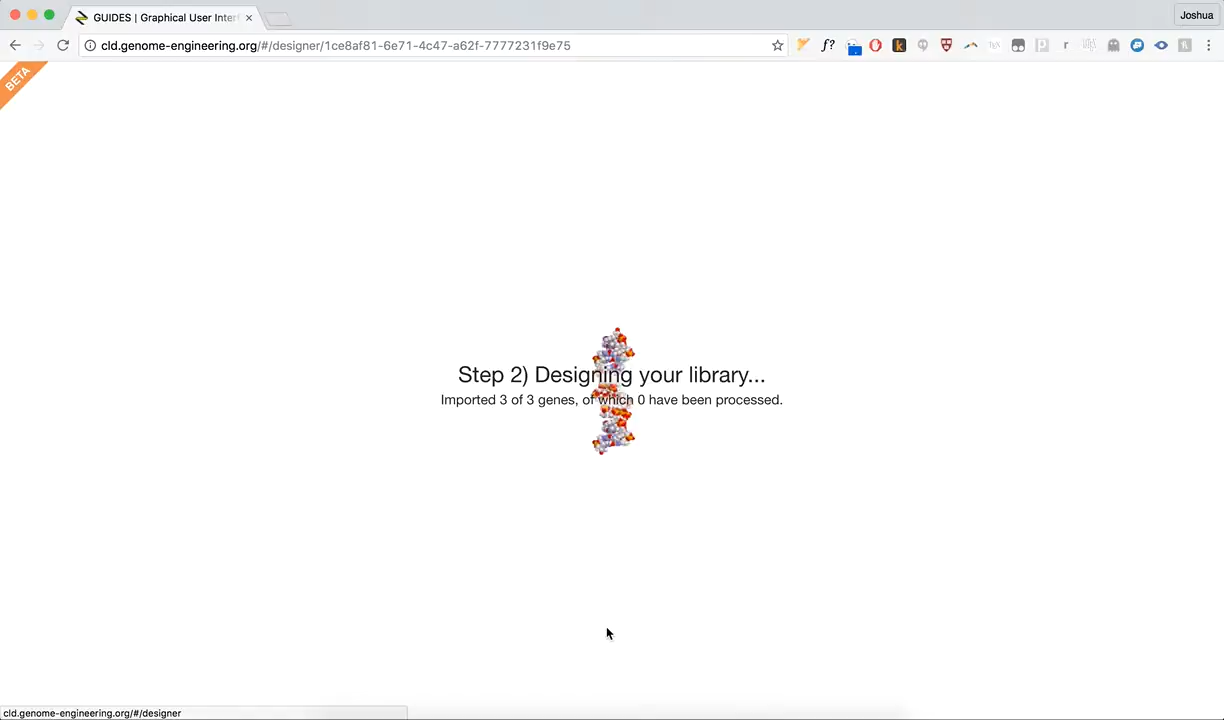 GUIDES | Graphical User Inter
Joshua
cld.genome-engineering.org/#/designer/1ce8af81-6e71-4c47-a62f-7777231f9e75
BETA
Step 2) Designing your library...
Imported 3 of 3 genes, of which 0 have been processed.
cld.genome-engineering.org/#/designer